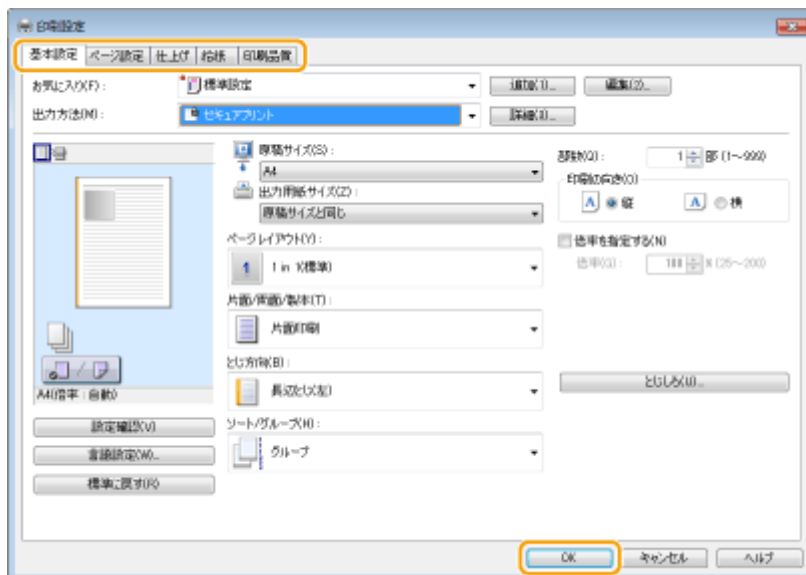 印刷設定
基本設定 ページ設定 仕上げ 給紙 印刷品質
お気に入り(F): 標準設定 追加(1)... 編集(2)...
出力方法(M): セキュアプリント 詳細(3)...
原稿サイズ(S):
A4
出力用紙サイズ(Z):
原稿サイズと同じ
ページレイアウト(Y):
1 1 in 1(標準)
片面/両面/製本(T):
片面印刷
とじ方向(B):
長辺とじ(左)
ソート/グループ(H):
グループ
部数(Q): 1 部 (1~999)
印刷の向き(O)
A 縦 A 横
倍率を指定する(N)
倍率(G): 100 % (25~200)
とじしろ(U)...
A4(倍率:自動)
設定確認(V)
言語設定(W)...
標準に戻す(R)
OK キャンセル ヘルプ